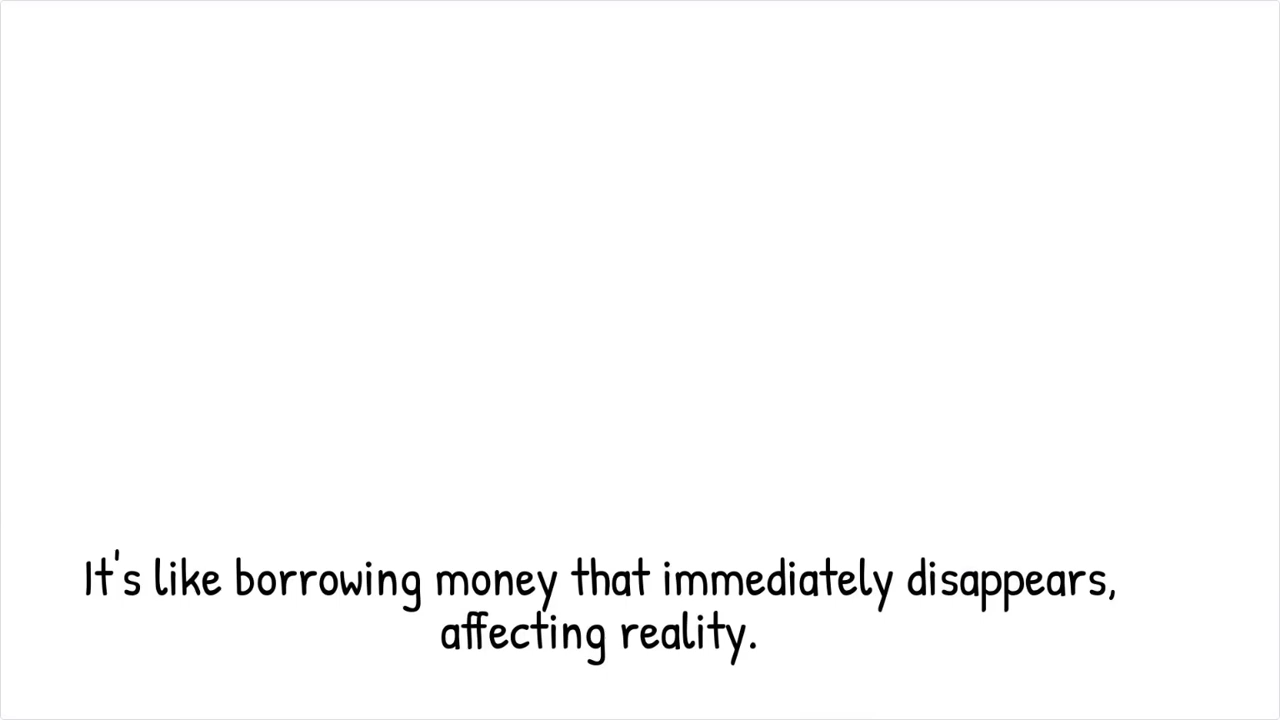 It's like borrowing money that immediately disappears,
affecting reality.